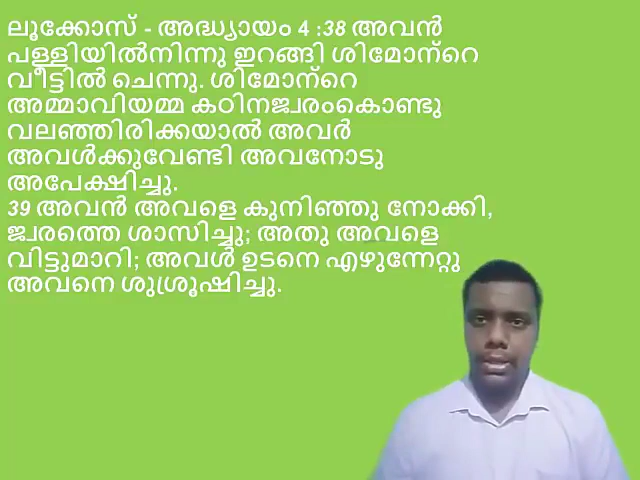 ലൂക്കോസ് - അദ്ധ്യായം 4 :38 അവൻ
പള്ളിയിൽനിന്നു ഇറങ്ങി ശിമോന്റെ
വീട്ടിൽ ചെന്നു. ശിമോന്റെ
അമ്മാവിയമ്മ കഠിനജ്വരംകൊണ്ടു
വലഞ്ഞിരിക്കയാൽ അവർ
അവൾക്കുവേണ്ടി അവനോടു
അപേക്ഷിച്ചു.
39 അവൻ അവളെ കുനിഞ്ഞു നോക്കി,
ജ്വരത്തെ ശാസിച്ചു; അതു അവളെ
വിട്ടുമാറി; അവൾ ഉടനെ എഴുന്നേറ്റു
അവനെ ശുശ്രൂഷിച്ചു.